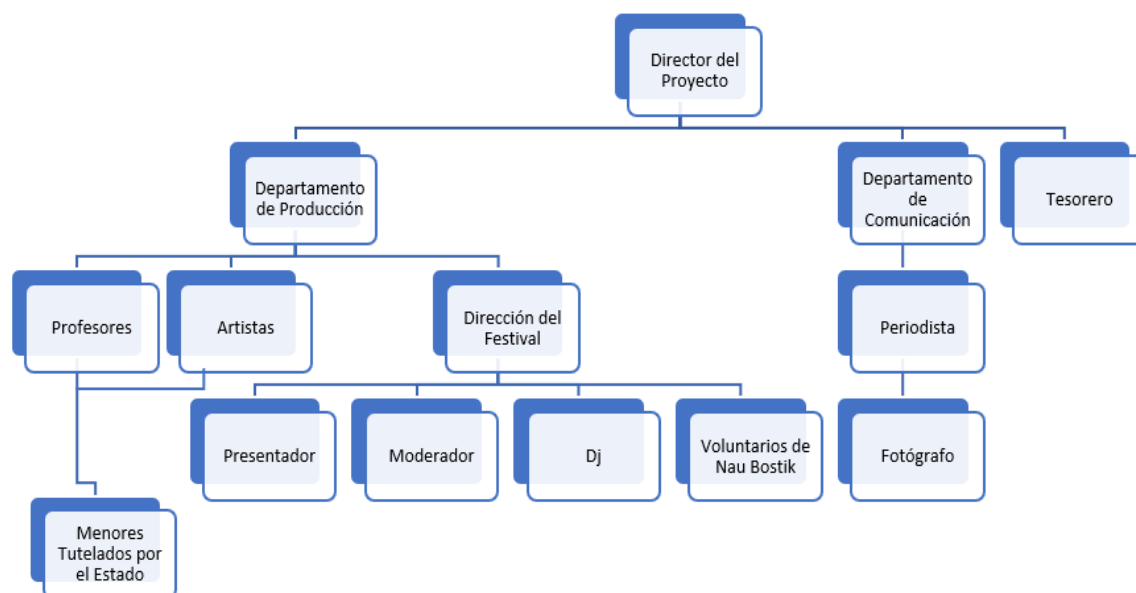 Director del
Proyecto
Departamento
de Producción
Departamento
de
Comunicación
Tesorero
Profesores
Artistas
Dirección del
Festival
Periodista
Presentador
Moderador
Dj
Voluntarios de
Nau Bostik
Fotógrafo
Menores
Tutelados por
el Estado